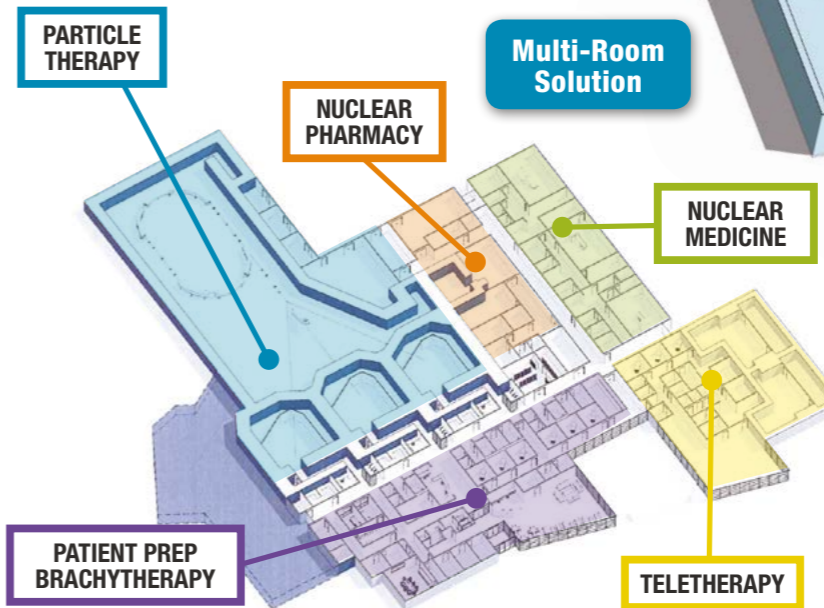 PARTICLE
THERAPY
Multi-Room
Solution
NUCLEAR
PHARMACY
NUCLEAR
MEDICINE
PATIENT PREP
BRACHYTHERAPY
TELETHERAPY